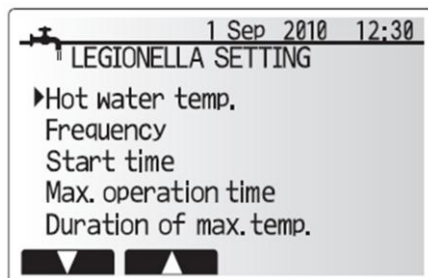 1 Sep 2010 12:30
LEGIONELLA SETTING
Hot water temp.
Frequency
Start time
Max. operation time
Duration of max.temp.